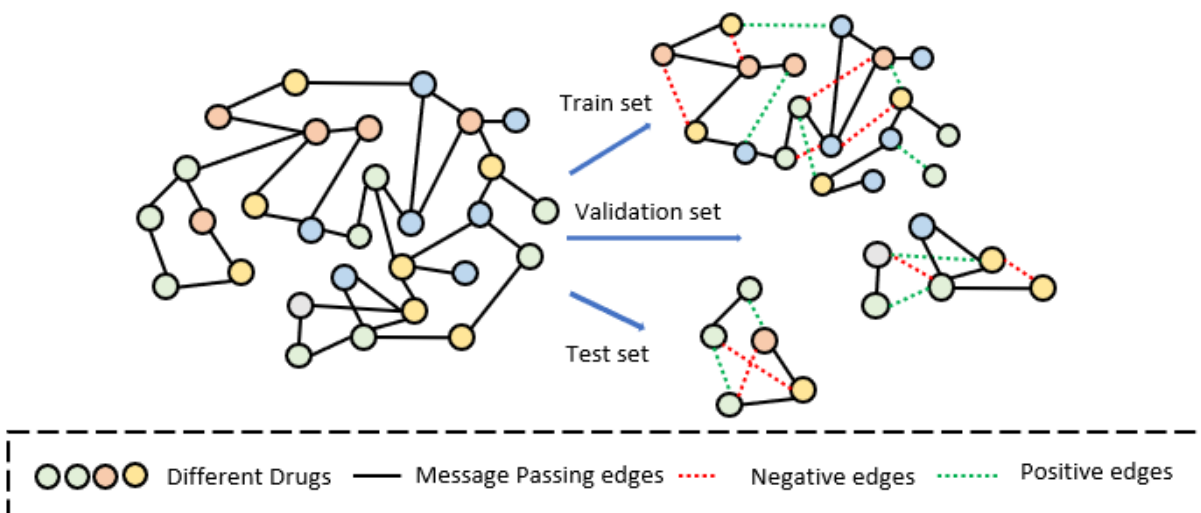 Train set
Validation set
Test set
Different Drugs
Message Passing edges
Negative edges
Positive edges